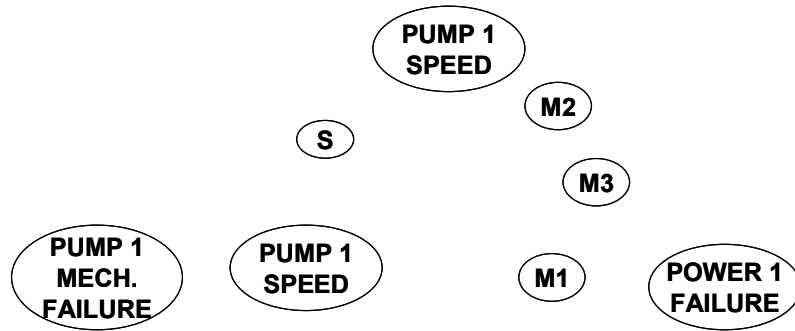 PUMP 1
SPEED
M2
S
M3
PUMP 1
MECH.
FAILURE
PUMP 1
SPEED
M1
POWER 1
FAILURE